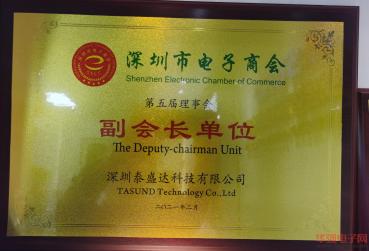 深圳市电子商会
Shenzhen Electronic Chamber of Commerce
第五届理事会
副会长单位
The Deputy-chairman Unit
深圳泰盛达科技有限公司
TASUND Technology Co.,Ltd
二〇二一年二月